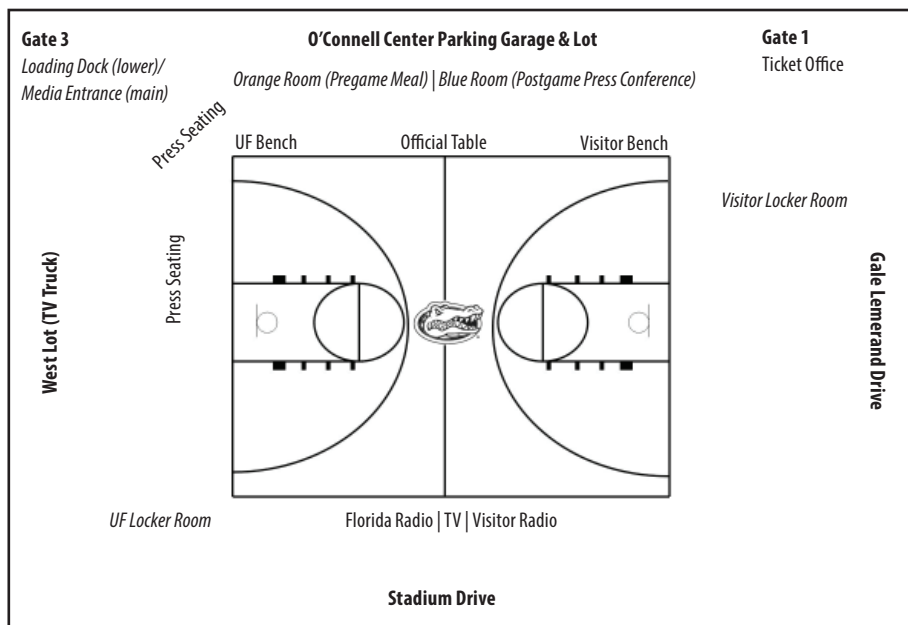 Gate 3
Loading Dock (lower)/
Media Entrance (main)
O’Connell Center Parking Garage & Lot
Orange Room (Pregame Meal) | Blue Room (Postgame Press Conference)
Gate 1
Ticket Office
Press Seating
UF Bench
Official Table
Visitor Bench
Visitor Locker Room
Press Seating
West Lot (TV Truck)
Gale Lemerand Drive
UF Locker Room
Florida Radio | TV | Visitor Radio
Stadium Drive